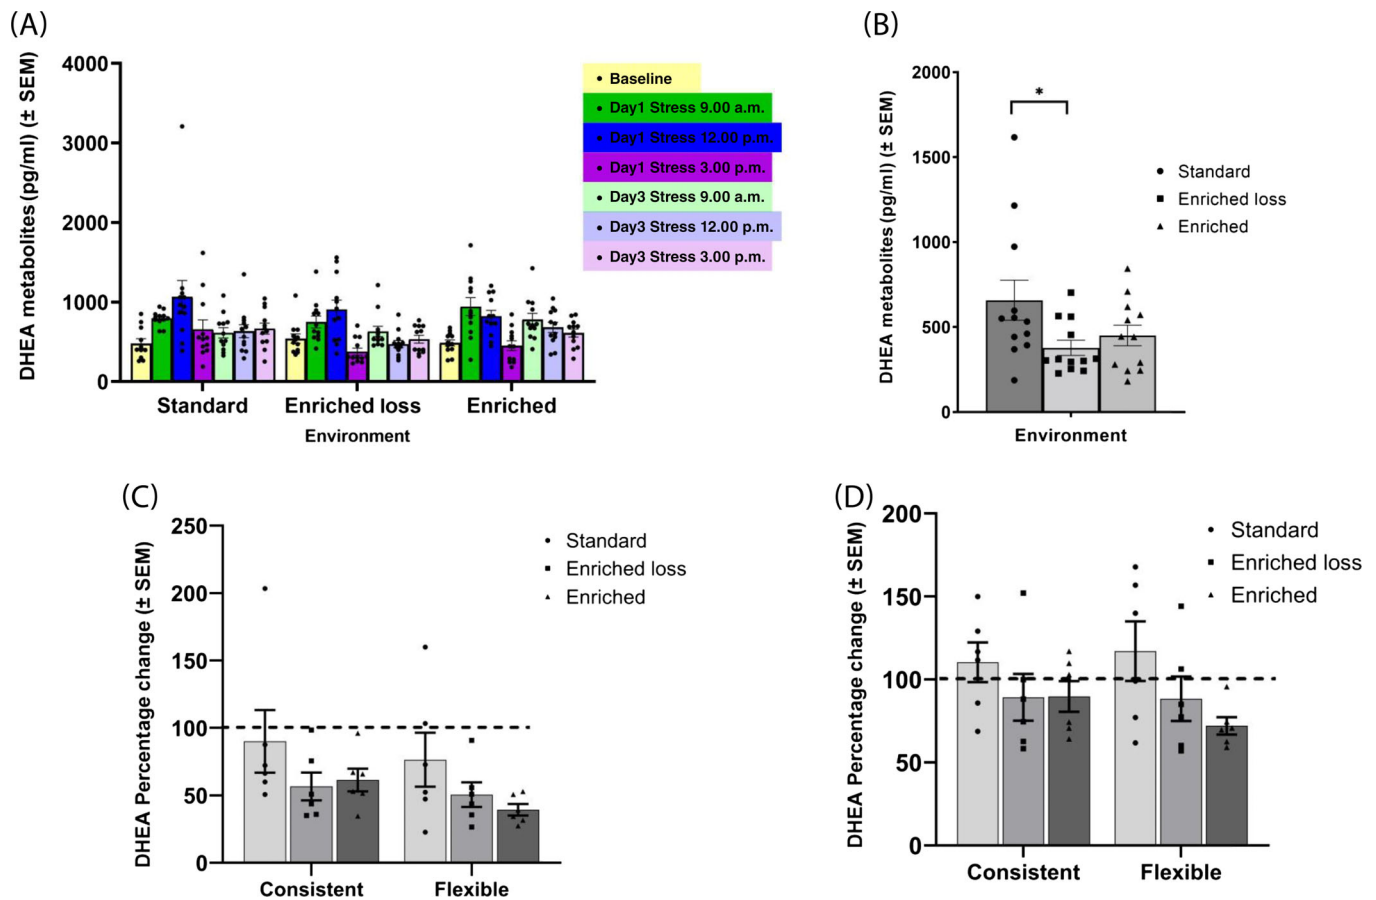 (A)
DHEA metabolites (pg/ml) (± SEM)
4000
3000
2000
1000
0
Standard
Enriched loss
Enriched
Environment
Baseline
Day1 Stress 9.00 a.m.
Day1 Stress 12.00 p.m.
Day1 Stress 3.00 p.m.
Day3 Stress 9.00 a.m.
Day3 Stress 12.00 p.m.
Day3 Stress 3.00 p.m.
(B)
DHEA metabolites (pg/ml) (± SEM)
2000
1500
1000
500
0
*
Environment
Standard
Enriched loss
Enriched
(C)
DHEA Percentage change (± SEM)
250
200
150
100
50
0
Consistent
Flexible
Standard
Enriched loss
Enriched
(D)
DHEA Percentage change (± SEM)
200
150
100
50
0
Consistent
Flexible
Standard
Enriched loss
Enriched